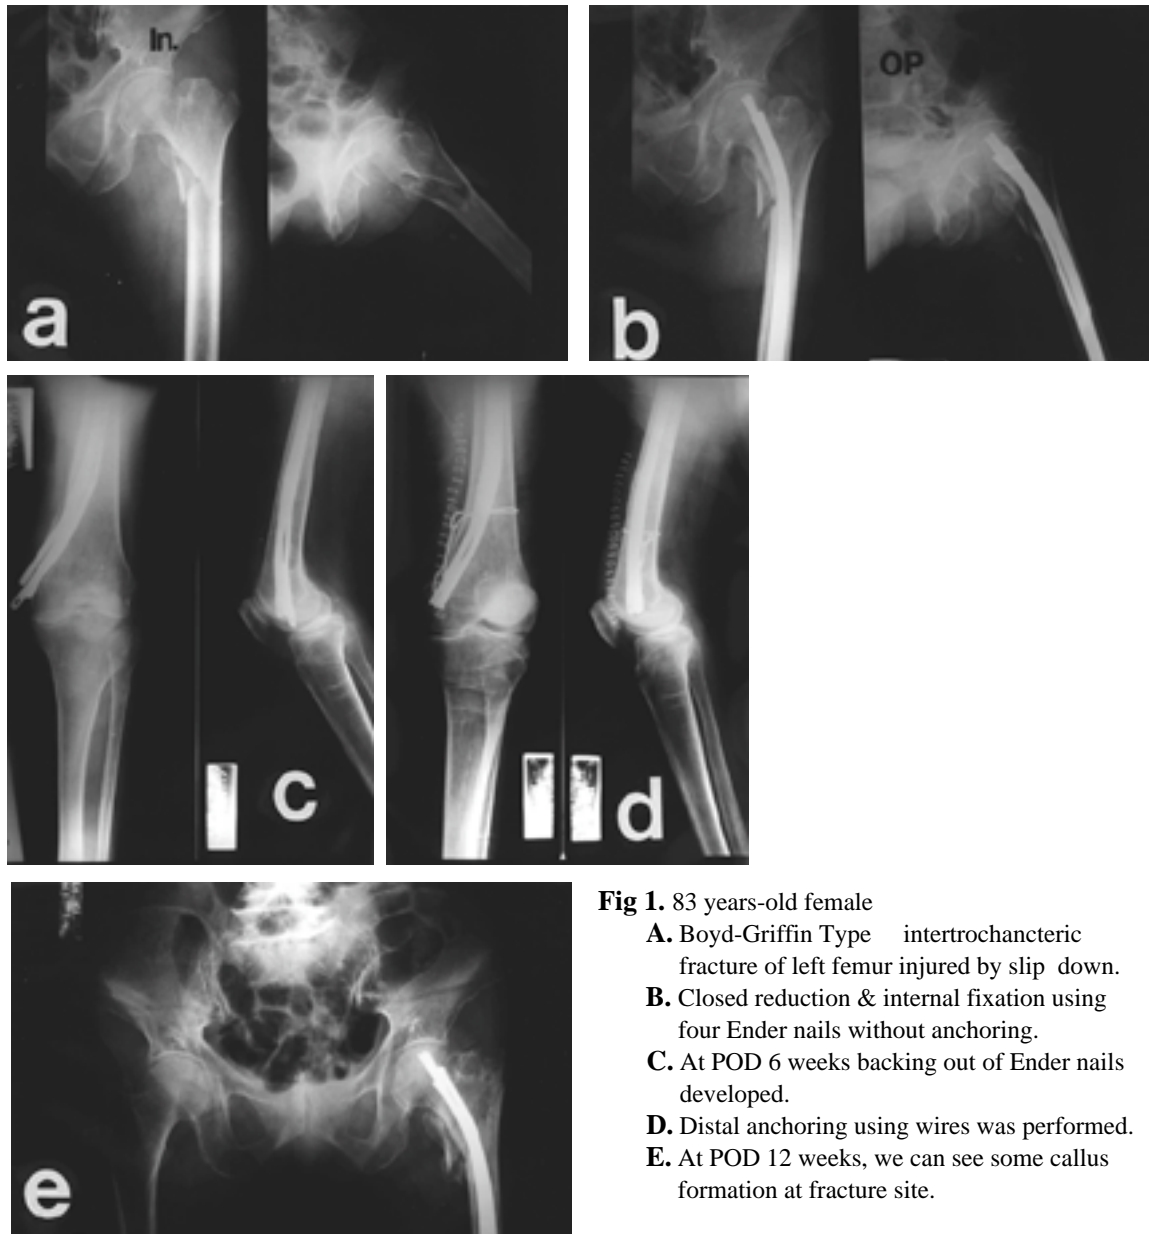 In.
a
OP
b
c
d
e
Fig 1. 83 years-old female
A. Boyd-Griffin Type intertrochancteric
fracture of left femur injured by slip down.
B. Closed reduction & internal fixation using
four Ender nails without anchoring.
C. At POD 6 weeks backing out of Ender nails
developed.
D. Distal anchoring using wires was performed.
E. At POD 12 weeks, we can see some callus
formation at fracture site.